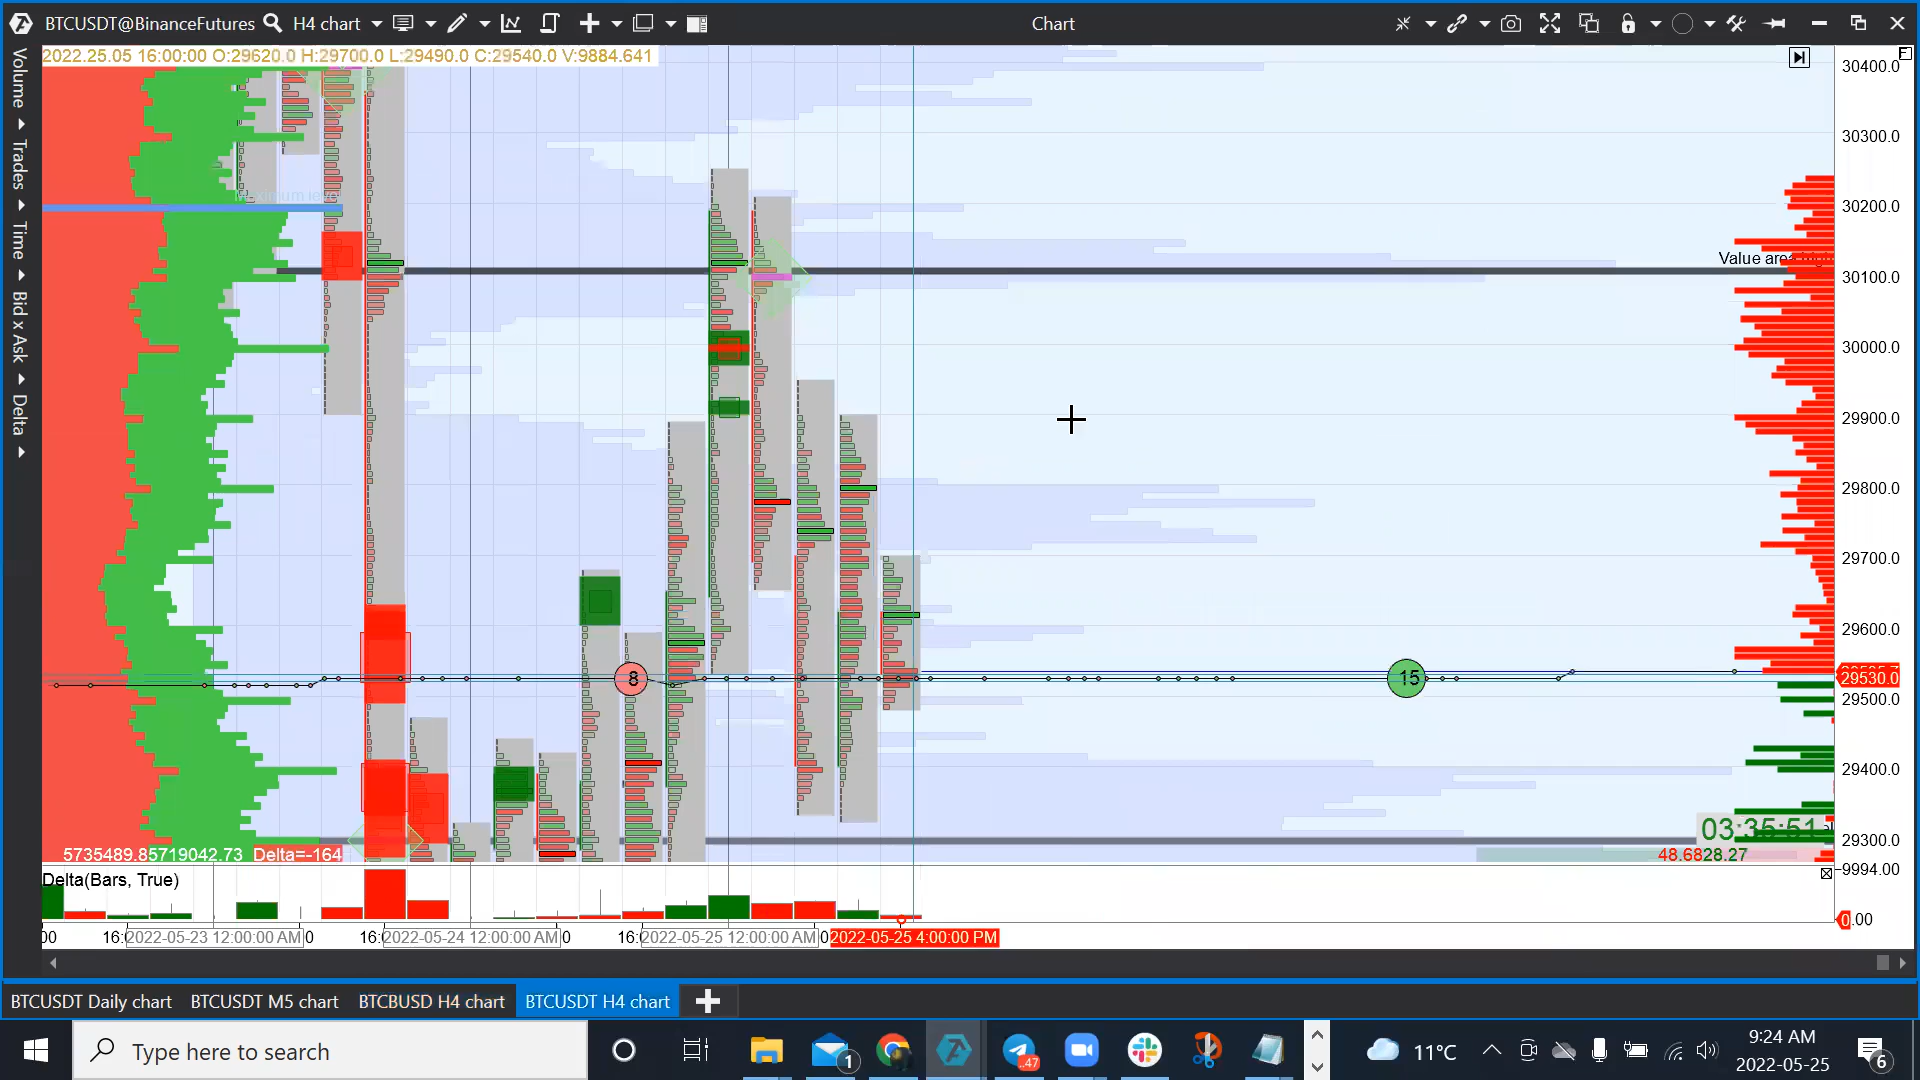 BTCUSDT@BinanceFutures H4 chart Chart
2022.25.05 16:00:00 O:29620.0 H:29700.0 L:29490.0 C:29540.0 V:9884.641
Volume
Trades
Time
Bid x Ask
Delta
30400.0
30300.0
30200.0
Maximum level
Value area
30100.0
30000.0
29900.0
29800.0
29700.0
29600.0
8
15
29530.0
29500.0
29400.0
03:35:51
29300.0
5735489.85719042.73 Delta=-164
48.6828.27
Delta(Bars, True)
9994.00
0.00
2022-05-23 12:00:00 AM
2022-05-24 12:00:00 AM
2022-05-25 12:00:00 AM
2022-05-25 4:00:00 PM
BTCUSDT Daily chart BTCUSDT M5 chart BTCBUSD H4 chart BTCUSDT H4 chart
Type here to search
1
47
11°C
9:24 AM
2022-05-25
6